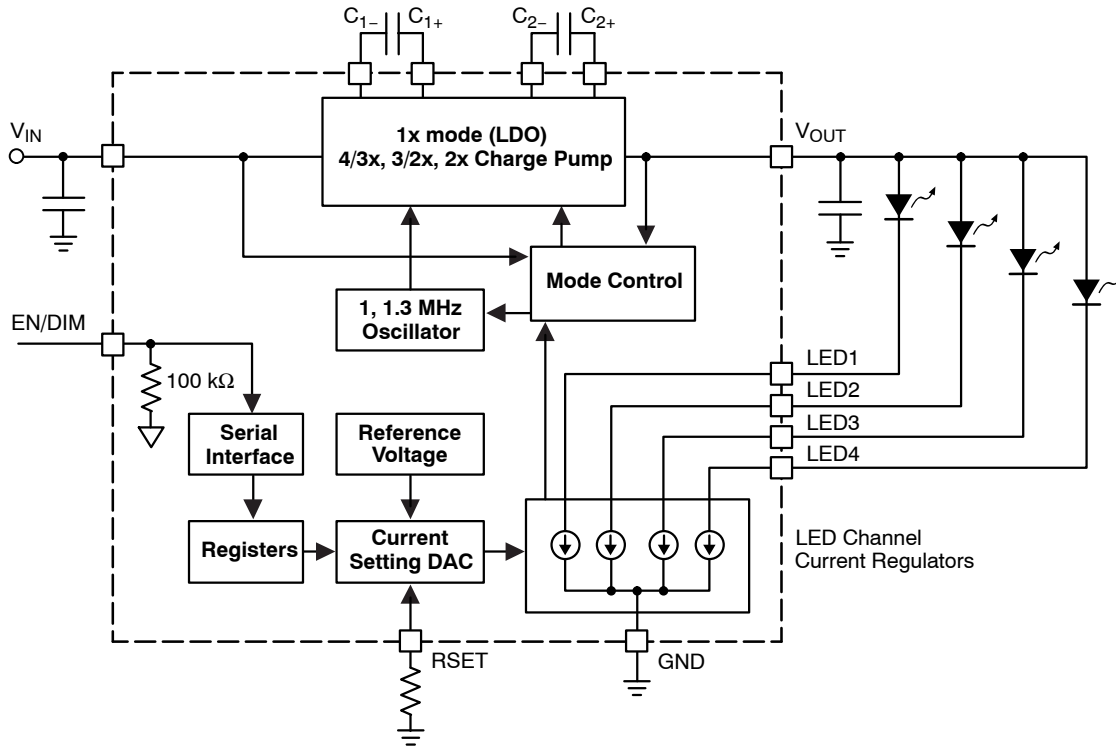 C1− C1+ C2− C2+
1x mode (LDO)
4/3x, 3/2x, 2x Charge Pump
VIN
VOUT
Mode Control
1, 1.3 MHz
Oscillator
EN/DIM
100 kΩ
LED1
LED2
LED3
LED4
Serial
Interface
Reference
Voltage
Registers
Current
Setting DAC
LED Channel
Current Regulators
RSET
GND